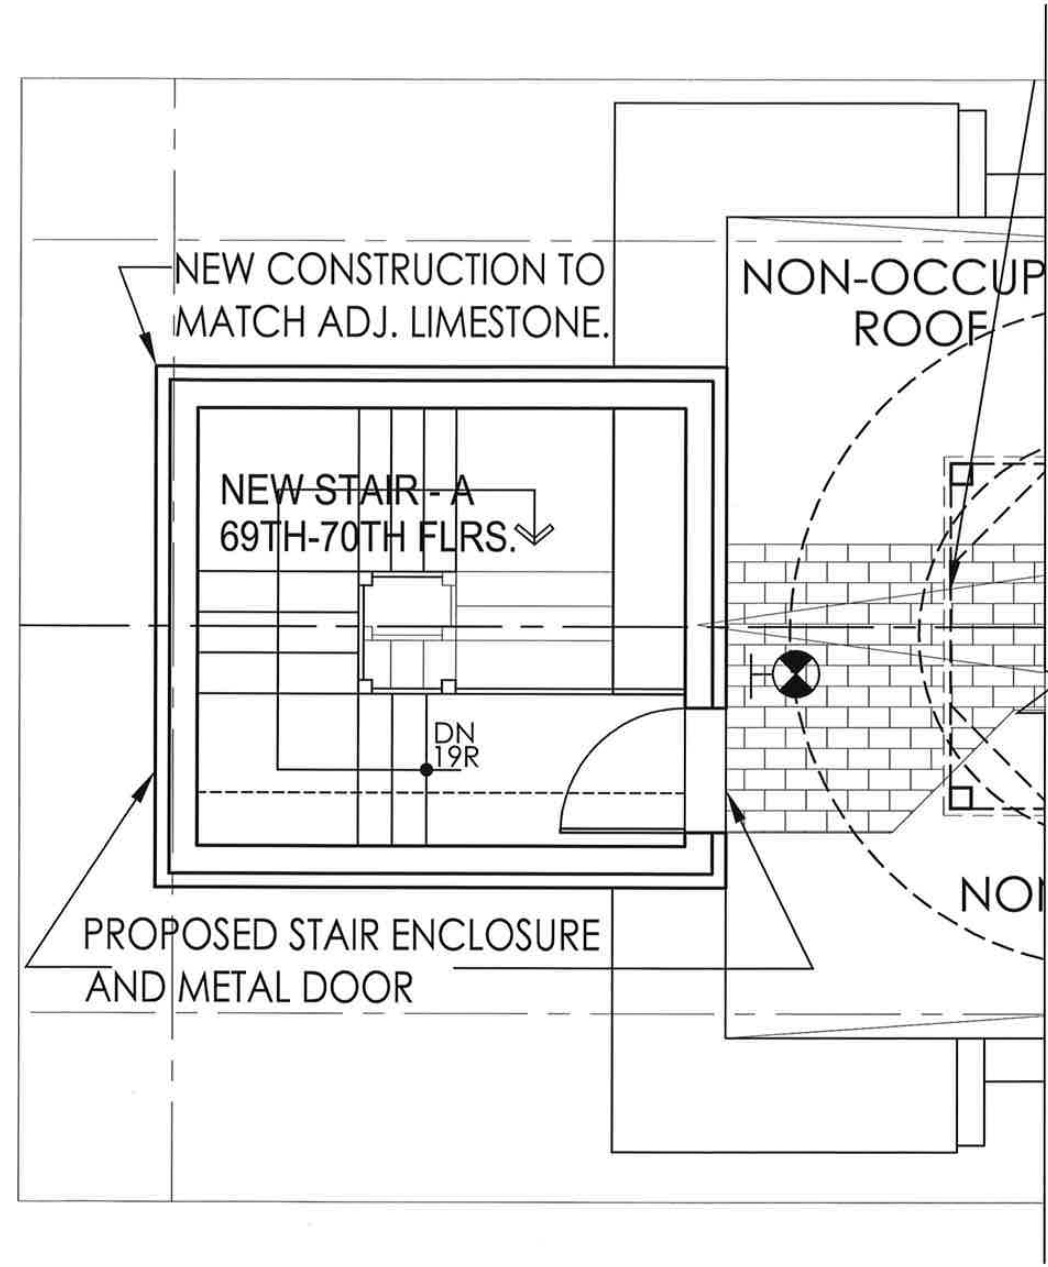 NEW CONSTRUCTION TO
MATCH ADJ. LIMESTONE.
NON-OCCUP
ROOF
NEW STAIR - A
69TH-70TH FLRS.
DN
19R
NON
PROPOSED STAIR ENCLOSURE
AND METAL DOOR